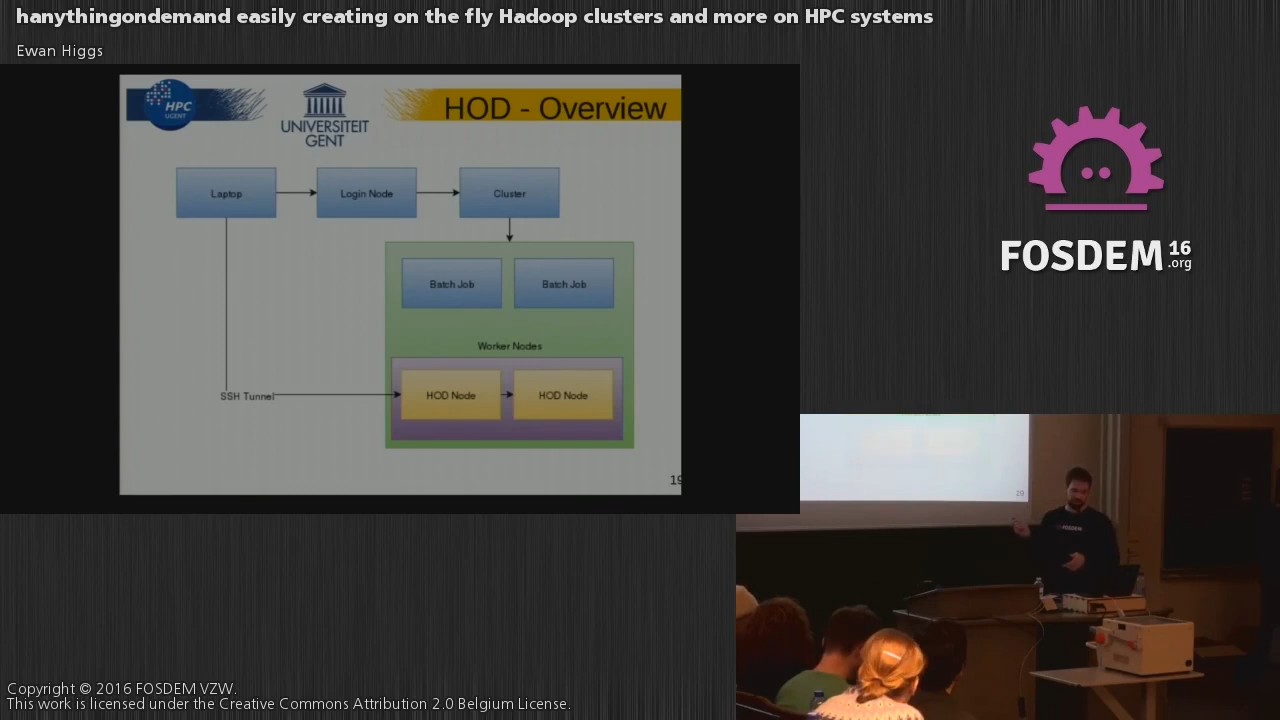 hanythingondemand easily creating on the fly Hadoop clusters and more on HPC systems
Ewan Higgs
HPC
UGENT
UNIVERSITEIT
GENT
HOD - Overview
Laptop
Login Node
Cluster
Batch Job
Batch Job
Worker Nodes
SSH Tunnel
HOD Node
HOD Node
19
FOSDEM 16
.org
20
FOSDEM
Copyright © 2016 FOSDEM VZW.
This work is licensed under the Creative Commons Attribution 2.0 Belgium License.